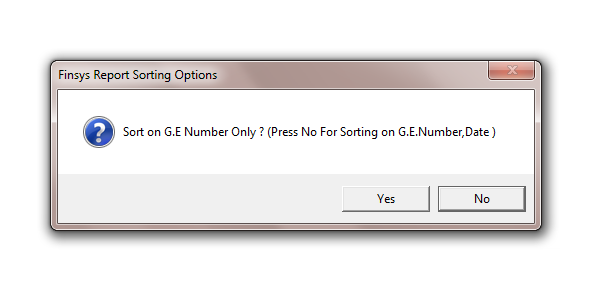 Finsys Report Sorting Options
Sort on G.E Number Only ? (Press No For Sorting on G.E.Number,Date )
Yes
No